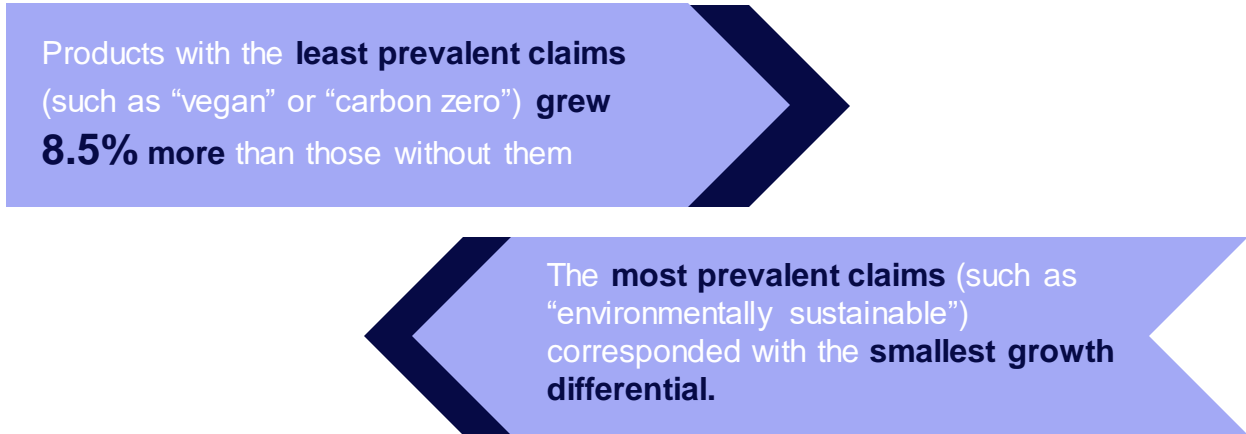 Products with the least prevalent claims
(such as “vegan” or “carbon zero”) grew
8.5% more than those without them
The most prevalent claims (such as
“environmentally sustainable”)
corresponded with the smallest growth
differential.